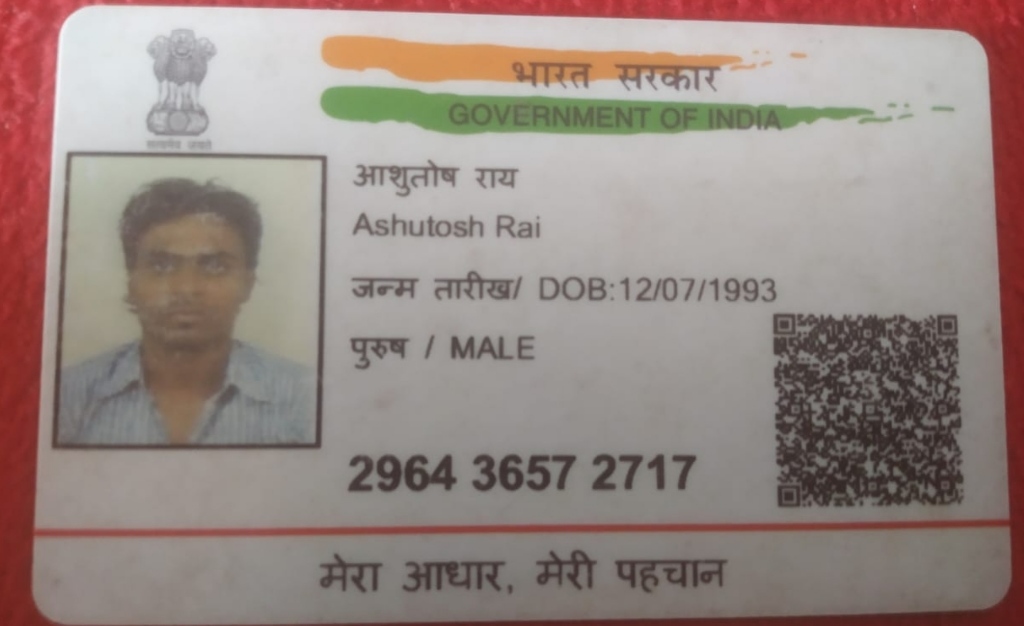 भारत सरकार
GOVERNMENT OF INDIA
सत्यमेव जयते
आशुतोष राय
Ashutosh Rai
जन्म तारीख/ DOB:12/07/1993
पुरुष / MALE
2964 3657 2717
मेरा आधार, मेरी पहचान